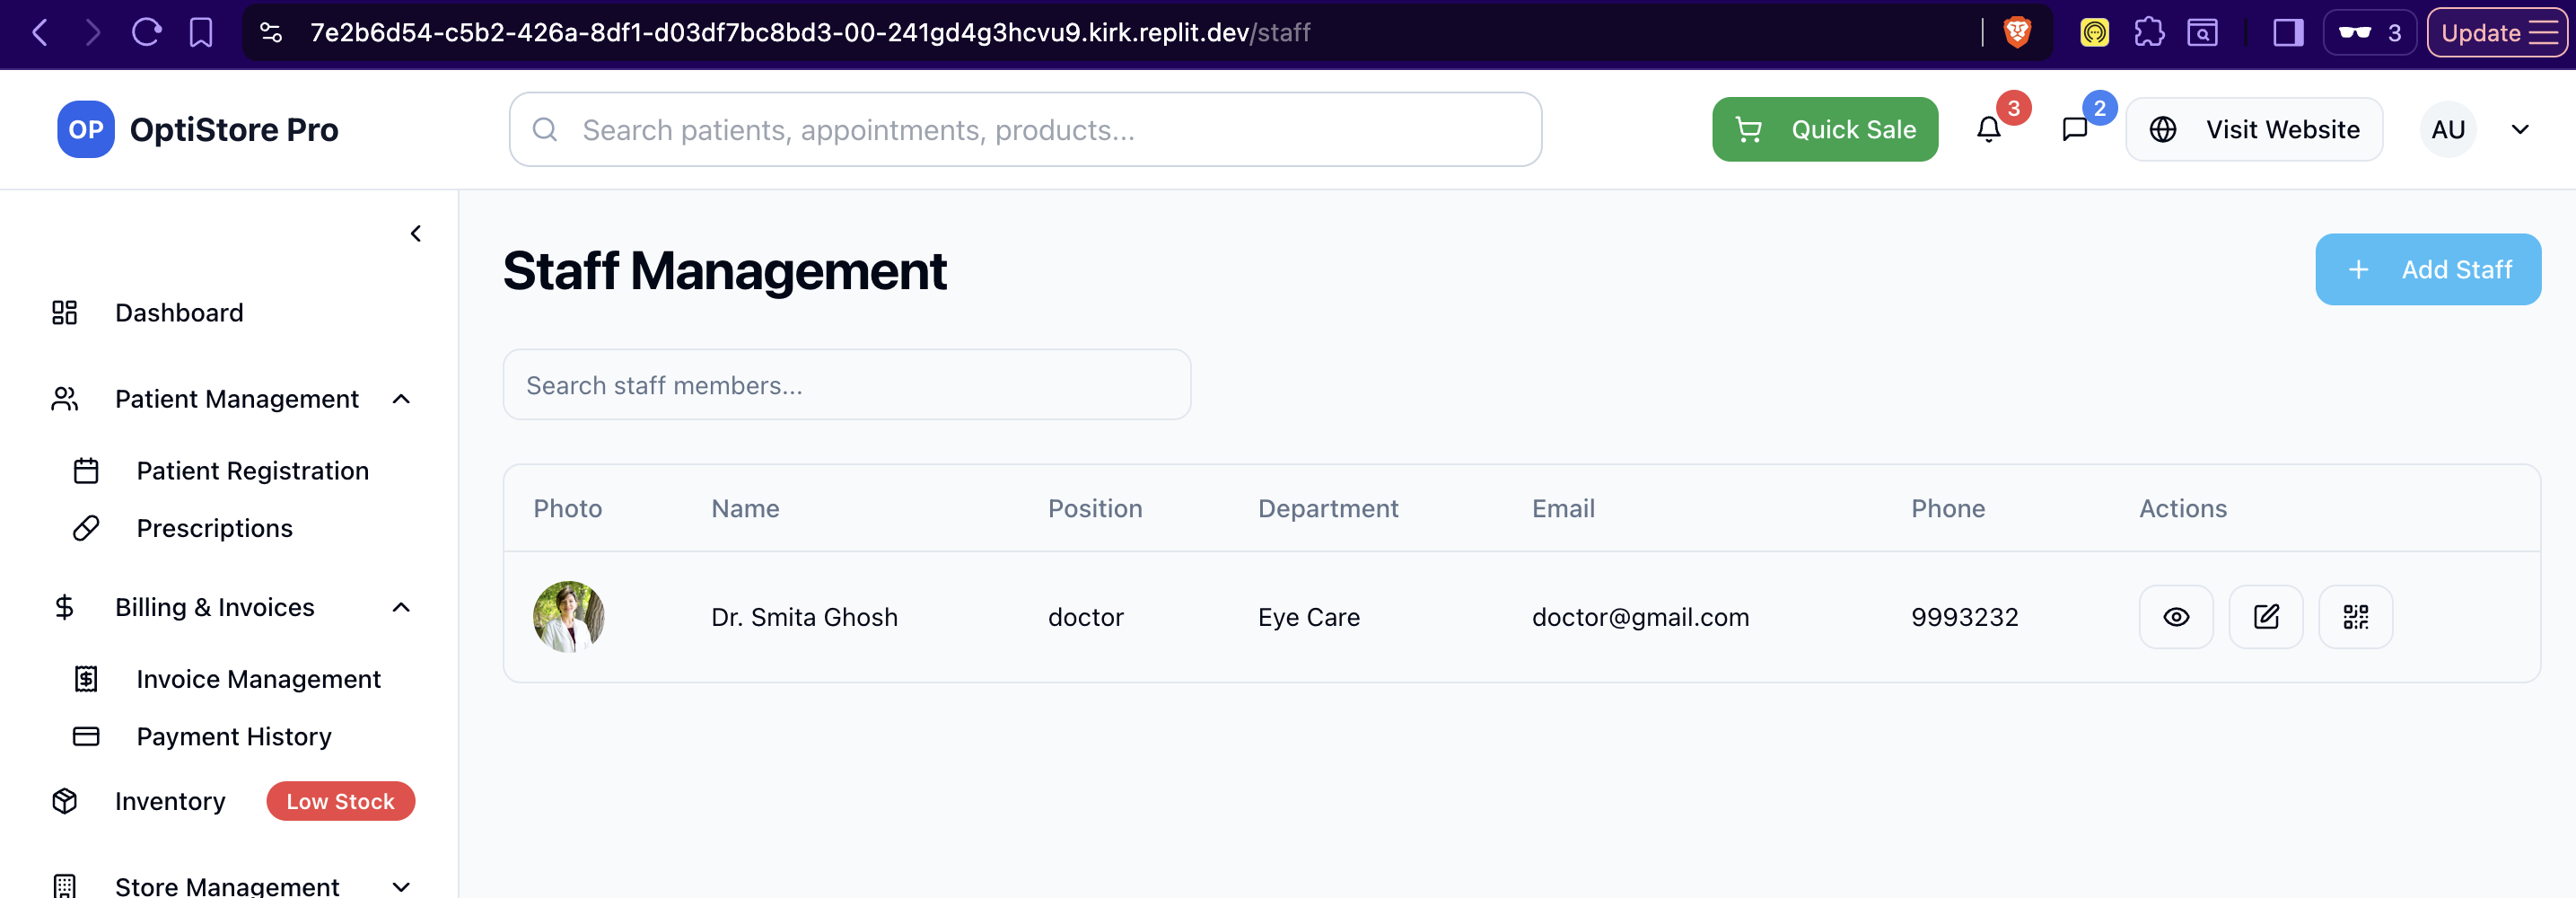 7e2b6d54-c5b2-426a-8df1-d03df7bc8bd3-00-241gd4g3hcvu9.kirk.replit.dev/staff
3
Update
OP
OptiStore Pro
Search patients, appointments, products...
Quick Sale
3
2
Visit Website
AU
Dashboard
Patient Management
Patient Registration
Prescriptions
Billing & Invoices
Invoice Management
Payment History
Inventory
Low Stock
Store Management
Staff Management
Add Staff
Search staff members...
Photo Name Position Department Email Phone Actions
Dr. Smita Ghosh doctor Eye Care doctor@gmail.com 9993232